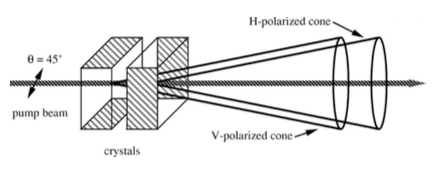 H-polarized cone
θ = 45°
pump beam
V-polarized cone
crystals